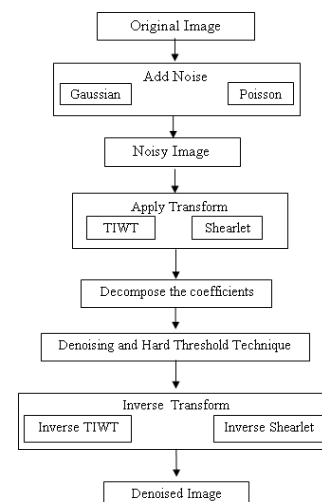 Original Image
Add Noise
Gaussian Poisson
Noisy Image
Apply Transform
TIWT Shearlet
Decompose the coefficients
Denoising and Hard Threshold Technique
Inverse Transform
Inverse TIWT Inverse Shearlet
Denoised Image